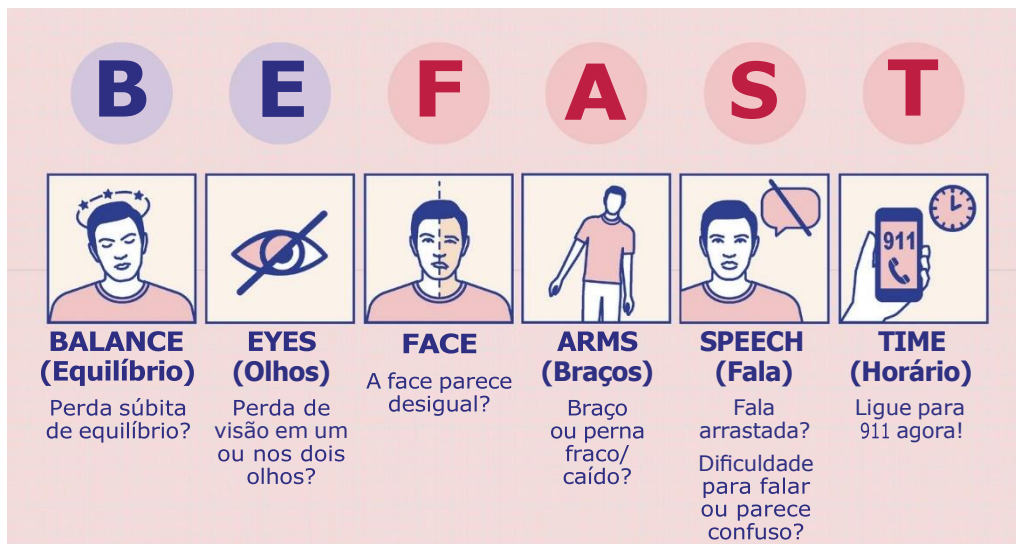 B E F A S T
911
BALANCE
(Equilíbrio)
Perda súbita
de equilíbrio?
EYES
(Olhos)
Perda de
visão em um
ou nos dois
olhos?
FACE
A face parece
desigual?
ARMS
(Braços)
Braço
ou perna
fraco/
caído?
SPEECH
(Fala)
Fala
arrastada?
Dificuldade
para falar
ou parece
confuso?
TIME
(Horário)
Ligue para
911 agora!